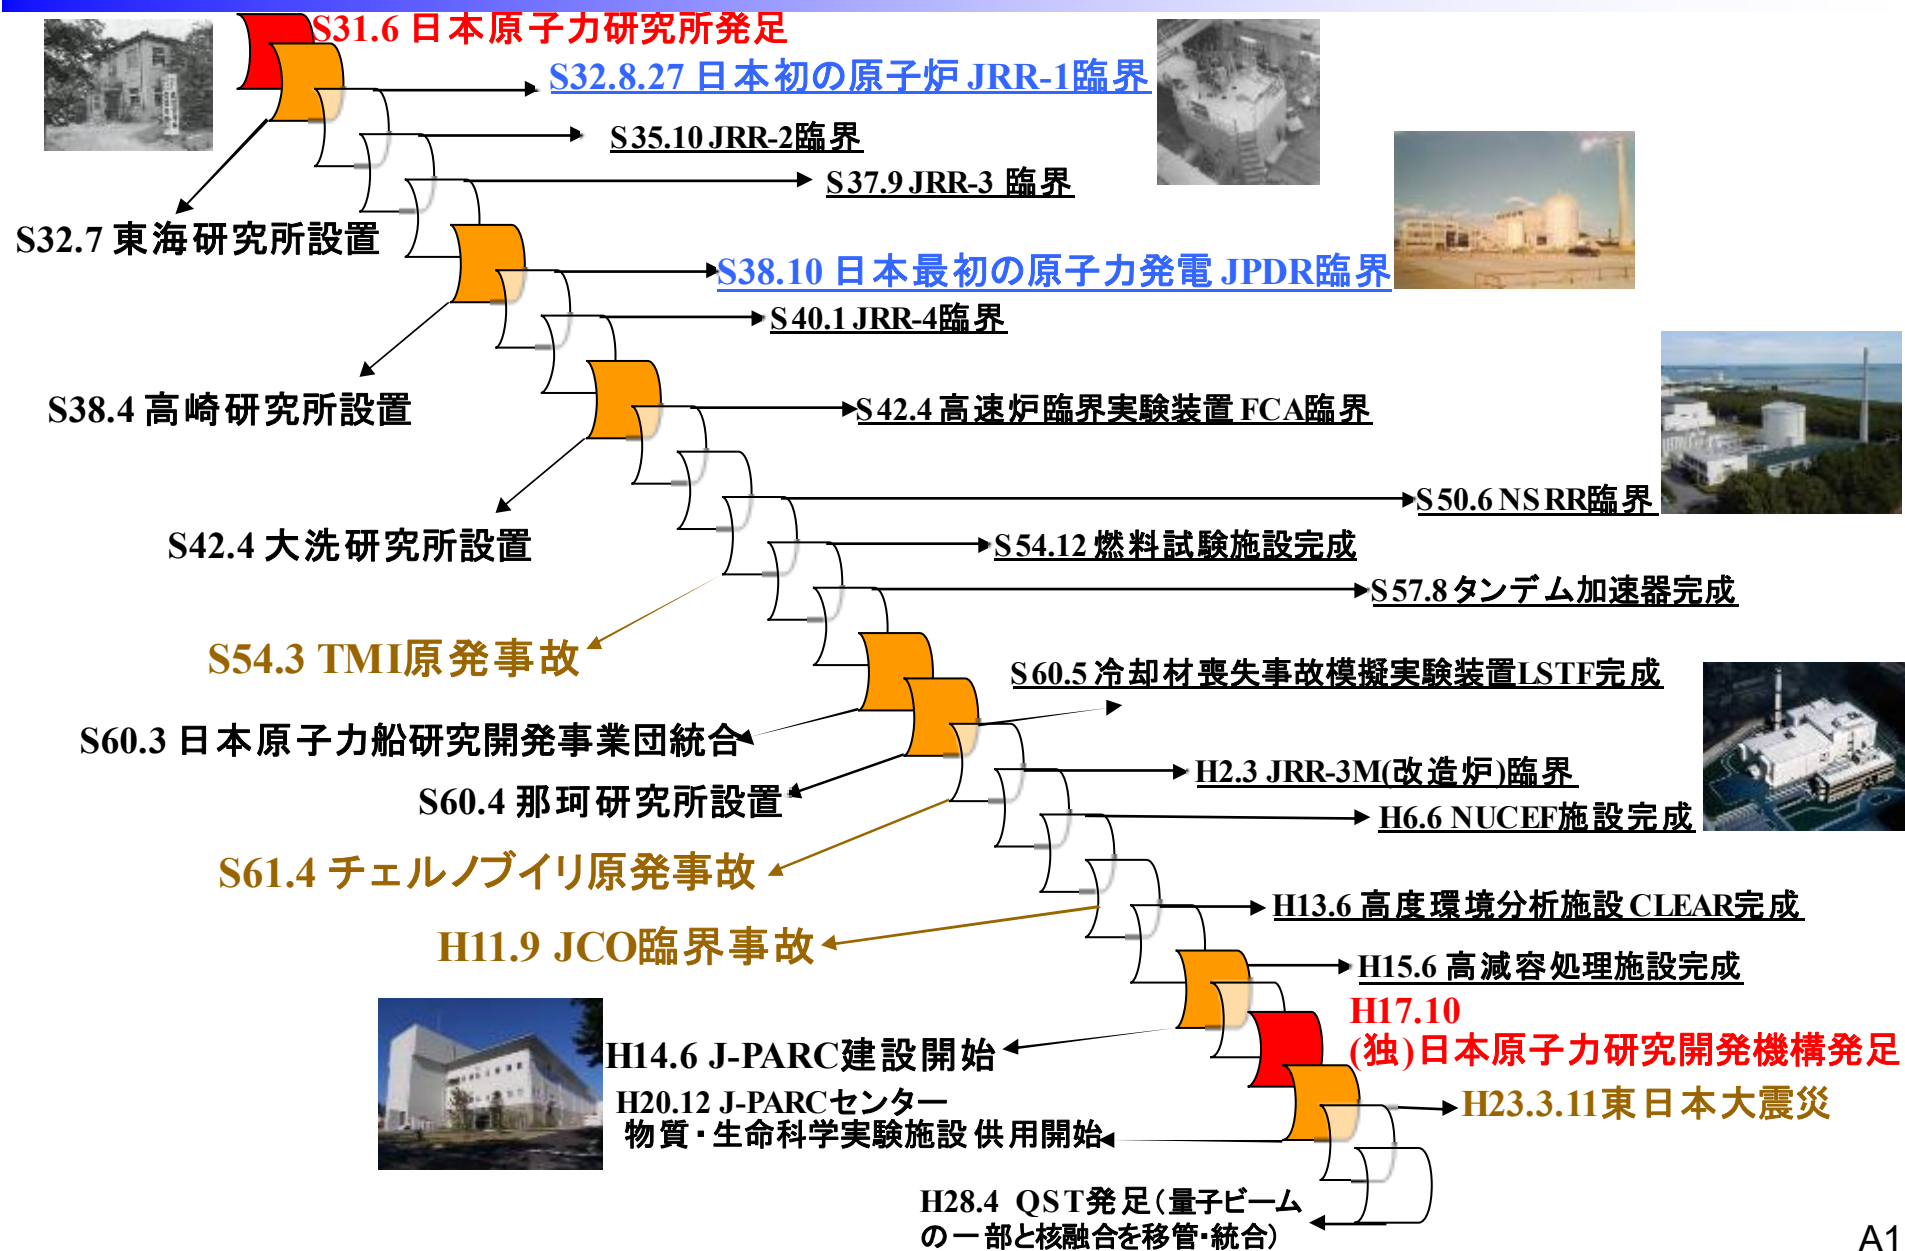 S31.6 日本原子力研究所発足
S32.8.27 日本初の原子炉 JRR-1臨界
S35.10 JRR-2臨界
S37.9 JRR-3 臨界
S32.7 東海研究所設置
S38.10 日本最初の原子力発電 JPDR臨界
S40.1 JRR-4臨界
S38.4 高崎研究所設置
S42.4 高速炉臨界実験装置 FCA臨界
S50.6 NSRR臨界
S42.4 大洗研究所設置
S54.12 燃料試験施設完成
S57.8 タンデム加速器完成
S54.3 TMI原発事故
S60.5 冷却材喪失事故模擬実験装置LSTF完成
S60.3 日本原子力船研究開発事業団統合
H2.3 JRR-3M(改造炉)臨界
S60.4 那珂研究所設置
H6.6 NUCEF施設完成
S61.4 チェルノブイリ原発事故
H13.6 高度環境分析施設 CLEAR完成
H11.9 JCO臨界事故
H15.6 高減容処理施設完成
H17.10
(独)日本原子力研究開発機構発足
H14.6 J-PARC建設開始
H20.12 J-PARCセンター
物質・生命科学実験施設 供用開始
H23.3.11東日本大震災
H28.4 QST発足（量子ビーム
の一部と核融合を移管・統合）
A1